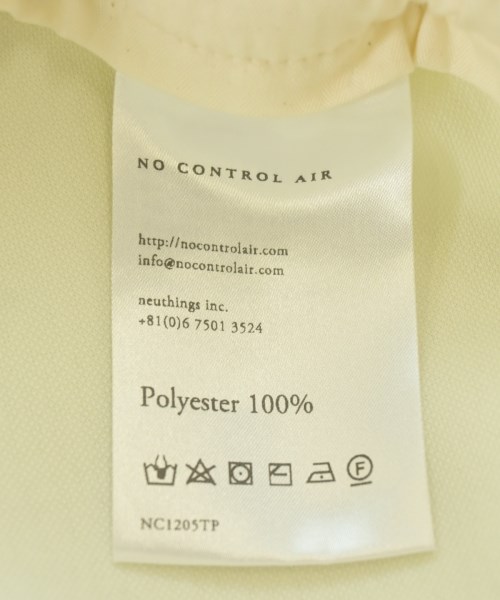 NO CONTROL AIR
http://nocontrolair.com
info@nocontrolair.com
neuthings inc.
+81(0)6 7501 3524
Polyester 100%
F
NC1205TP